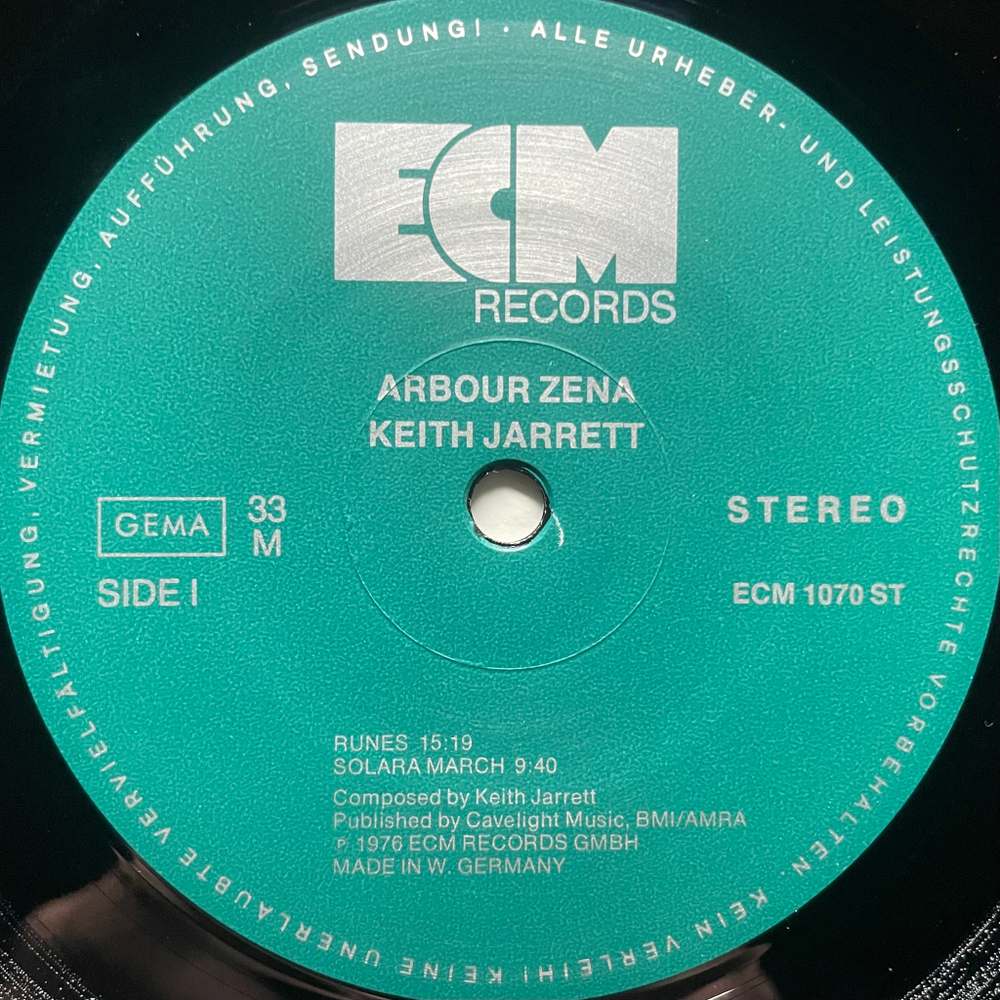 ECM
RECORDS
ARBOUR ZENA
KEITH JARRETT
GEMA
33
M
STEREO
SIDE I
ECM 1070 ST
RUNES 15:19
SOLARA MARCH 9:40
Composed by Keith Jarrett
Published by Cavelight Music, BMI/AMRA
℗ 1976 ECM RECORDS GMBH
MADE IN W. GERMANY
ALLE URHEBER- UND LEISTUNGSSCHUTZRECHTE VORBEHALTEN. KEIN VERLEIH! KEINE UNERLAUBTE VERVIELFÄLTIGUNG, VERMIETUNG, AUFFÜHRUNG, SENDUNG! ·